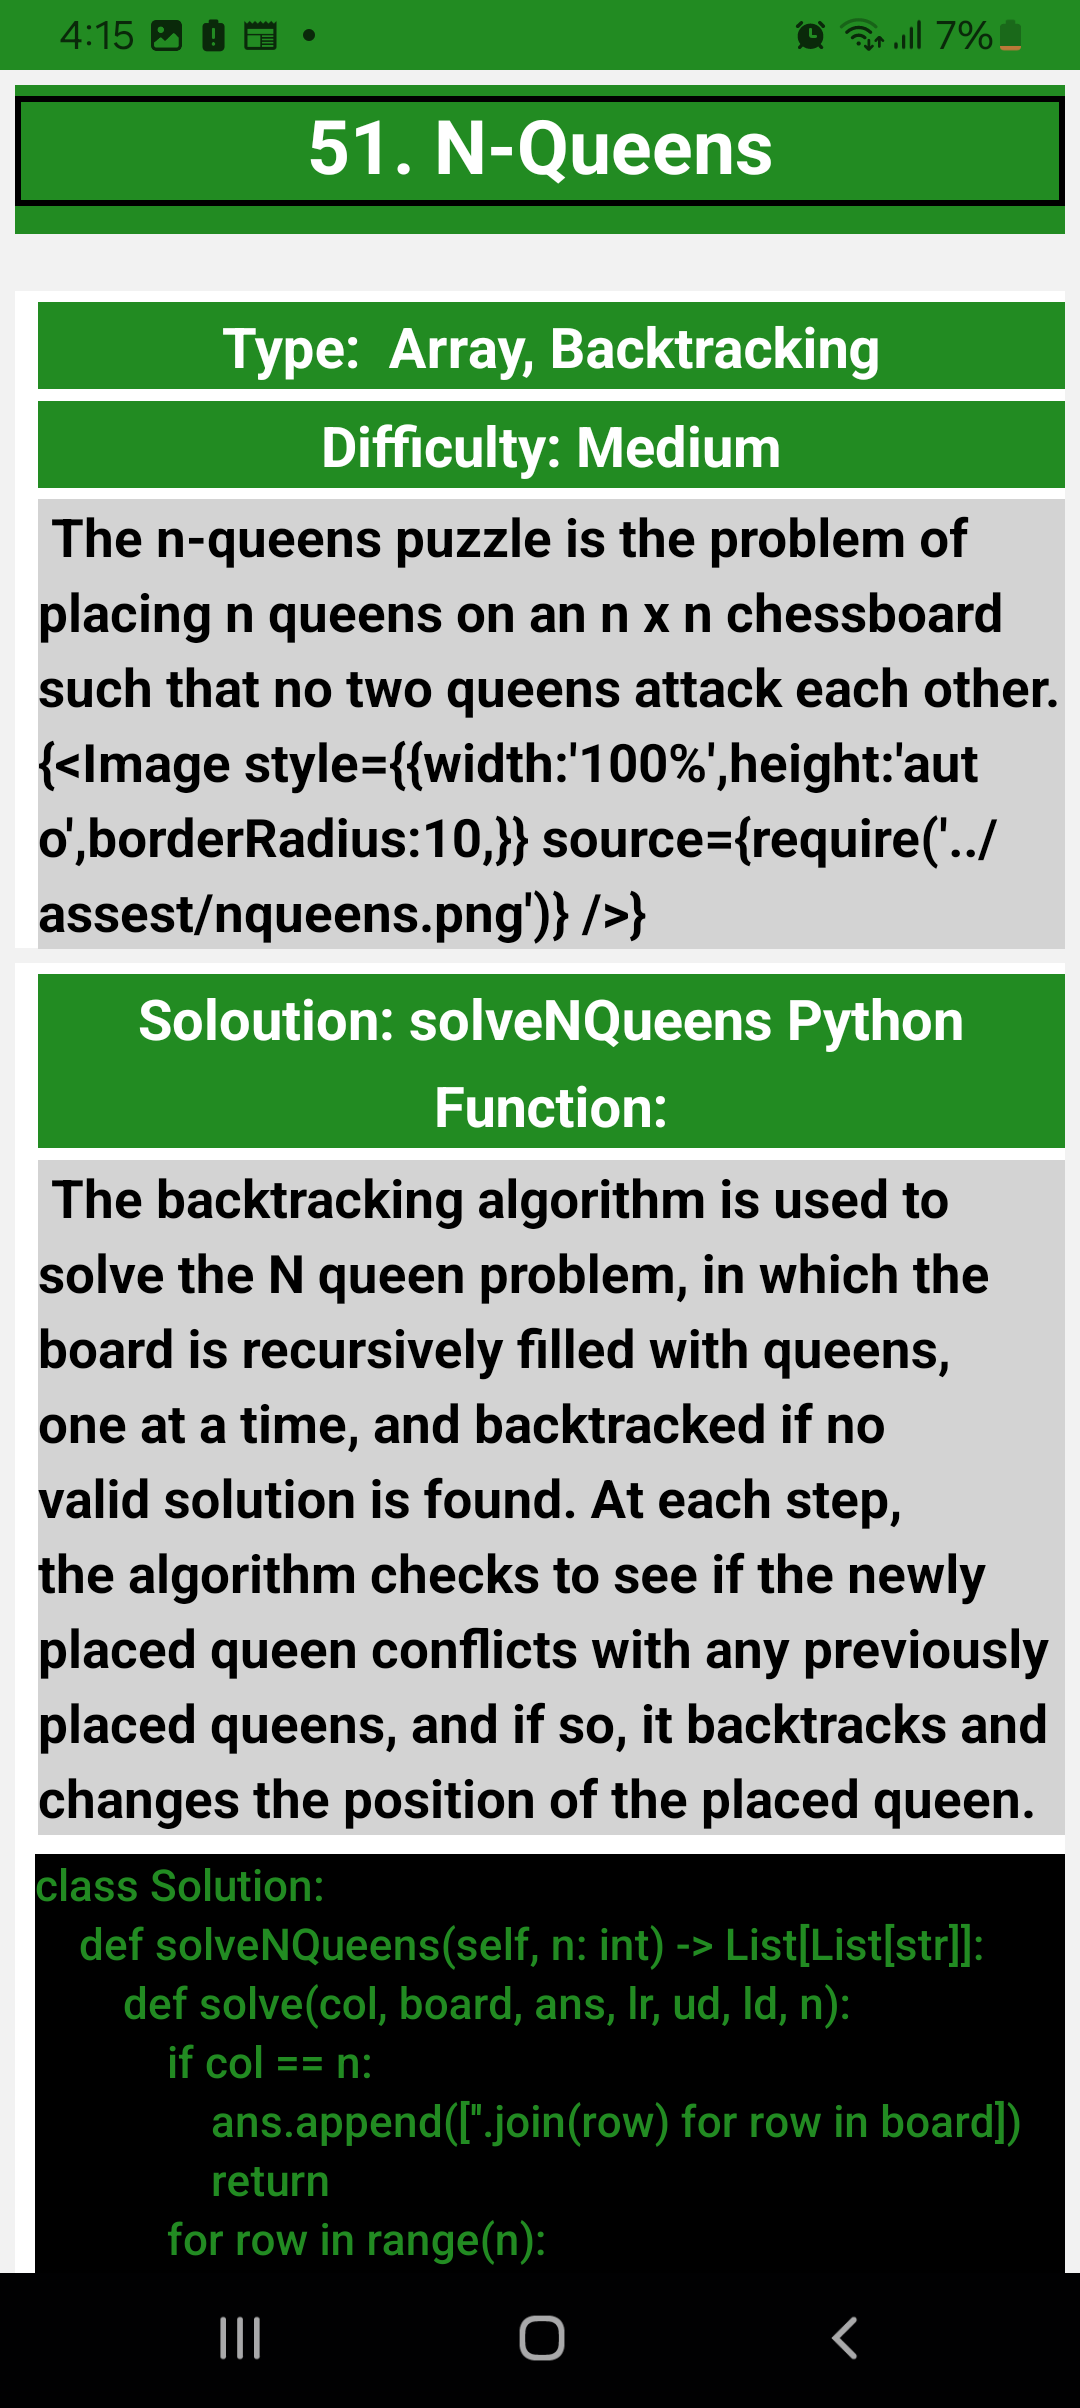 4:15
7%
51. N-Queens
Type:  Array, Backtracking
Difficulty: Medium
The n-queens puzzle is the problem of
placing n queens on an n x n chessboard
such that no two queens attack each other.
{<Image style={{width:'100%',height:'aut
o',borderRadius:10,}} source={require('../
assest/nqueens.png')} />}
Soloution: solveNQueens Python
Function:
The backtracking algorithm is used to
solve the N queen problem, in which the
board is recursively filled with queens,
one at a time, and backtracked if no
valid solution is found. At each step,
the algorithm checks to see if the newly
placed queen conflicts with any previously
placed queens, and if so, it backtracks and
changes the position of the placed queen.
class Solution:
    def solveNQueens(self, n: int) -> List[List[str]]:
        def solve(col, board, ans, lr, ud, ld, n):
            if col == n:
                ans.append([''.join(row) for row in board])
                return
            for row in range(n):